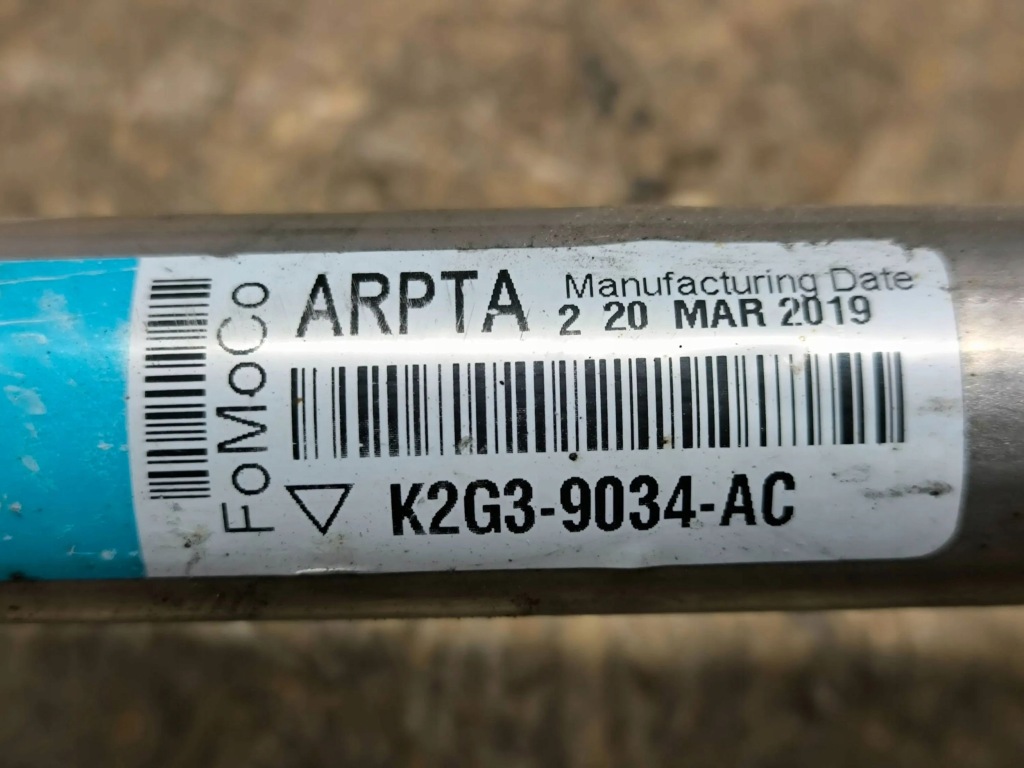 FoMoCo
ARPTA
Manufacturing Date
2 20 MAR 2019
K2G3-9034-AC